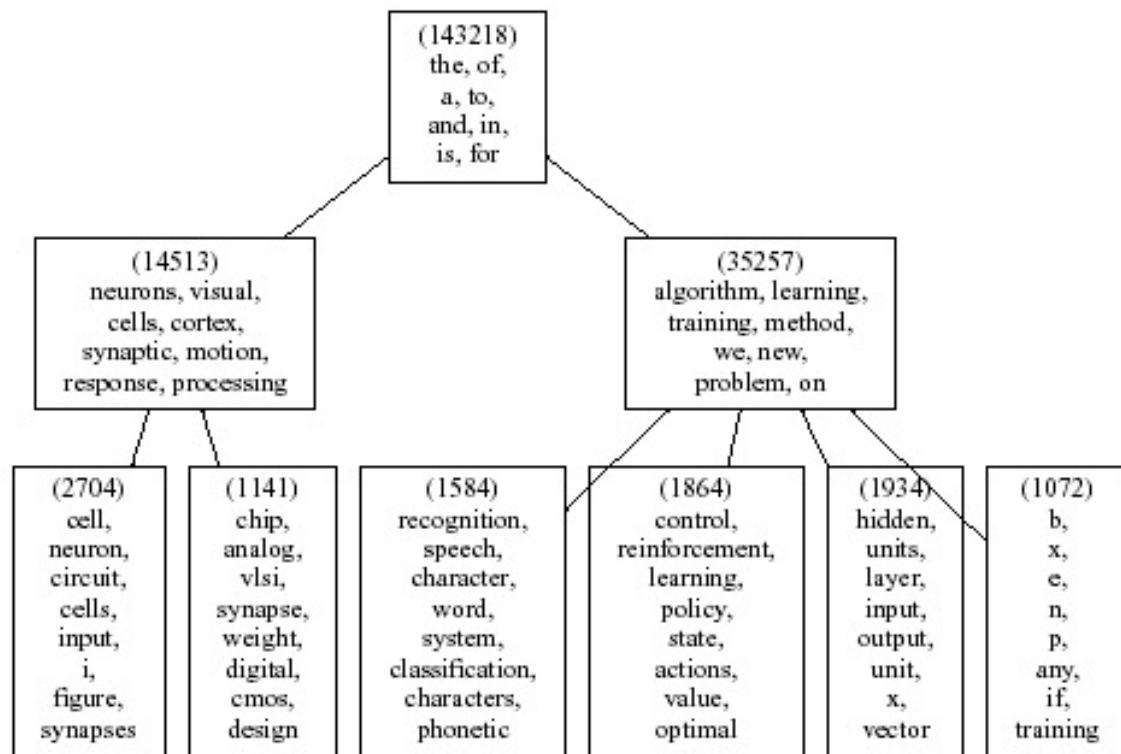 (143218)
the, of,
a, to,
and, in,
is, for
(14513)
neurons, visual,
cells, cortex,
synaptic, motion,
response, processing
(35257)
algorithm, learning,
training, method,
we, new,
problem, on
(2704)
cell,
neuron,
circuit,
cells,
input,
i,
figure,
synapses
(1141)
chip,
analog,
vlsi,
synapse,
weight,
digital,
cmos,
design
(1584)
recognition,
speech,
character,
word,
system,
classification,
characters,
phonetic
(1864)
control,
reinforcement,
learning,
policy,
state,
actions,
value,
optimal
(1934)
hidden,
units,
layer,
input,
output,
unit,
x,
vector
(1072)
b,
x,
e,
n,
p,
any,
if,
training